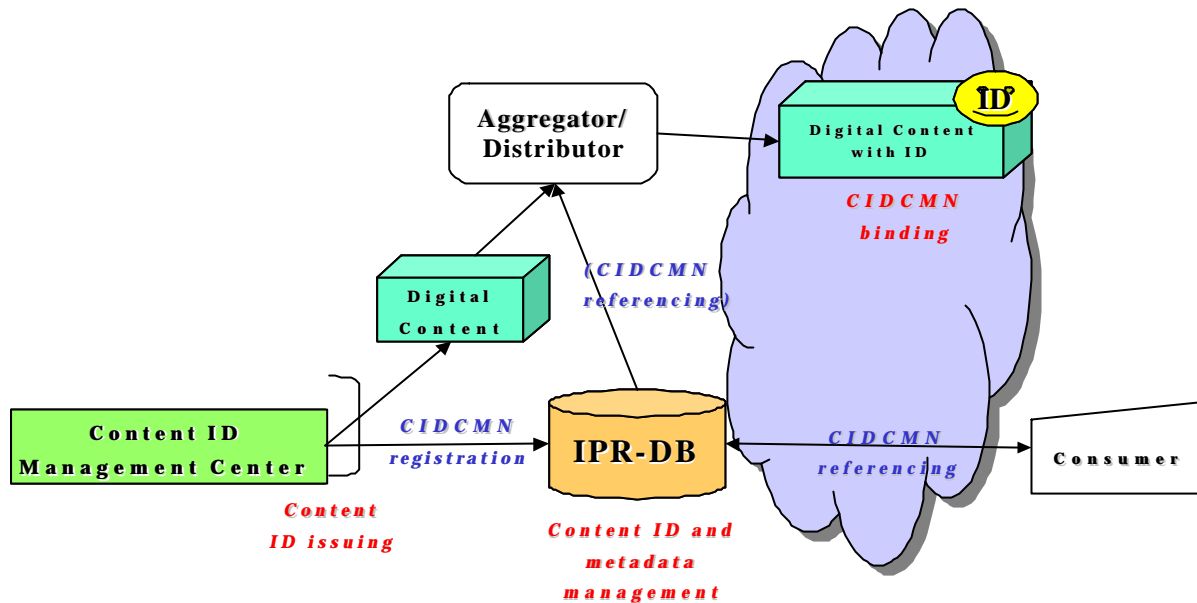 ID
Aggregator/
Distributor
Digital Content
with ID
CIDCMN
binding
(CIDCMN
referencing)
Digital
Content
Content ID
Management Center
CIDCMN
registration
IPR-DB
CIDCMN
referencing
Consumer
Content
ID issuing
Content ID and
metadata
management